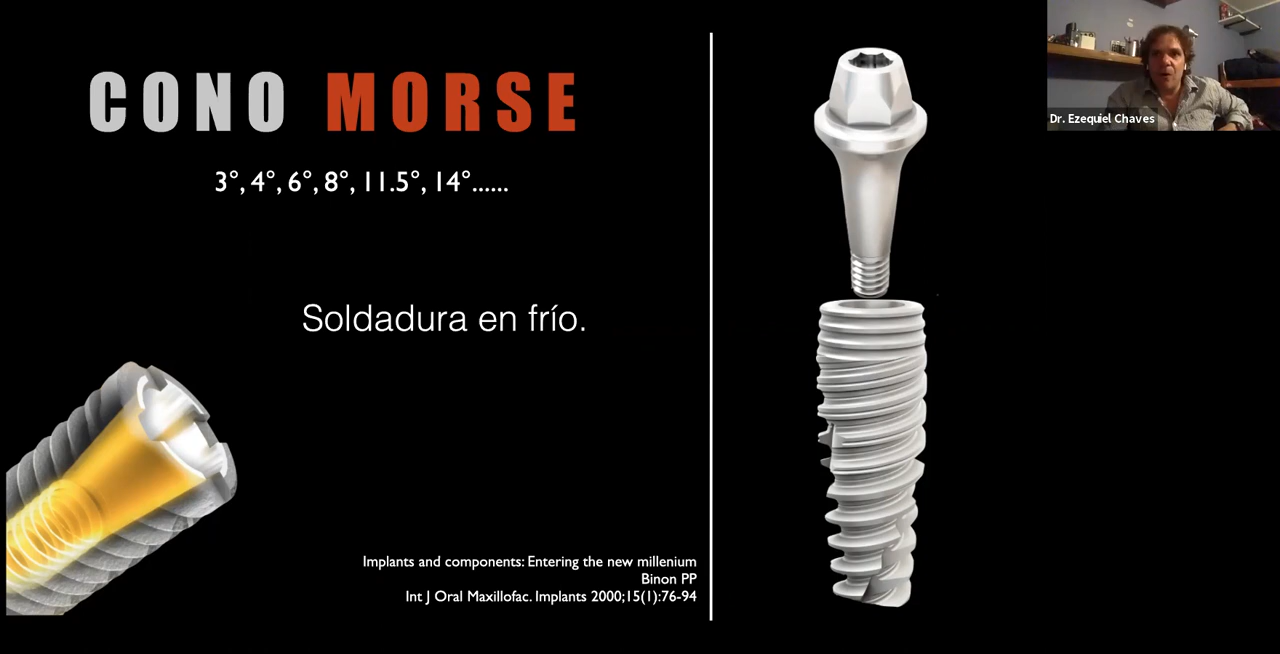 CONO MORSE
3°, 4°, 6°, 8°, 11.5°, 14°......
Soldadura en frío.
Implants and components: Entering the new millenium
Binon PP
Int J Oral Maxillofac. Implants 2000;15(1):76-94
Dr. Ezequiel Chaves